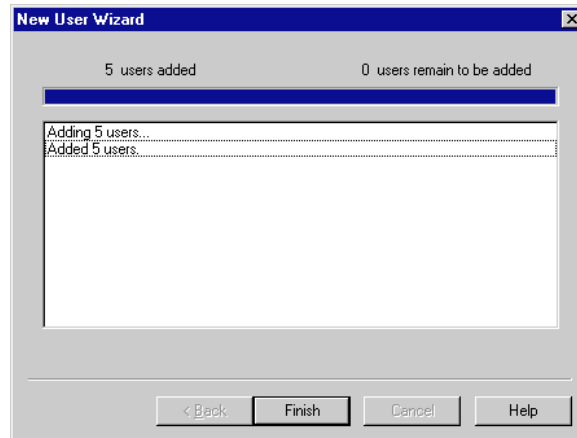 New User Wizard
5 users added 0 users remain to be added
Adding 5 users...
Added 5 users.
< Back Finish Cancel Help